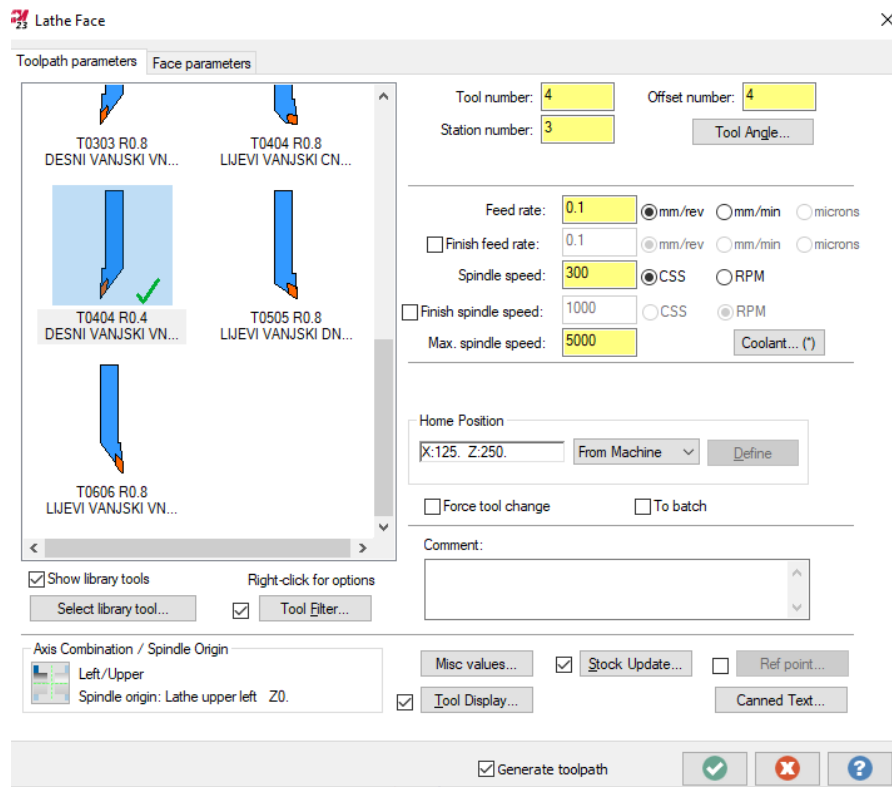 23 Lathe Face
Toolpath parameters Face parameters
T0303 R0.8
DESNI VANJSKI VN...
T0404 R0.8
LIJEVI VANJSKI CN...
T0404 R0.4
DESNI VANJSKI VN...
T0505 R0.8
LIJEVI VANJSKI DN...
T0606 R0.8
LIJEVI VANJSKI VN...
Show library tools Right-click for options
Select library tool... Tool Filter...
Tool number: 4 Offset number: 4
Station number: 3 Tool Angle...
Feed rate: 0.1 mm/rev mm/min microns
Finish feed rate: 0.1 mm/rev mm/min microns
Spindle speed: 300 CSS RPM
Finish spindle speed: 1000 CSS RPM
Max. spindle speed: 5000 Coolant... (*)
Home Position
X:125. Z:250. From Machine Define
Force tool change To batch
Comment:
Axis Combination / Spindle Origin
Left/Upper
Spindle origin: Lathe upper left Z0.
Misc values... Stock Update... Ref point...
Tool Display... Canned Text...
Generate toolpath